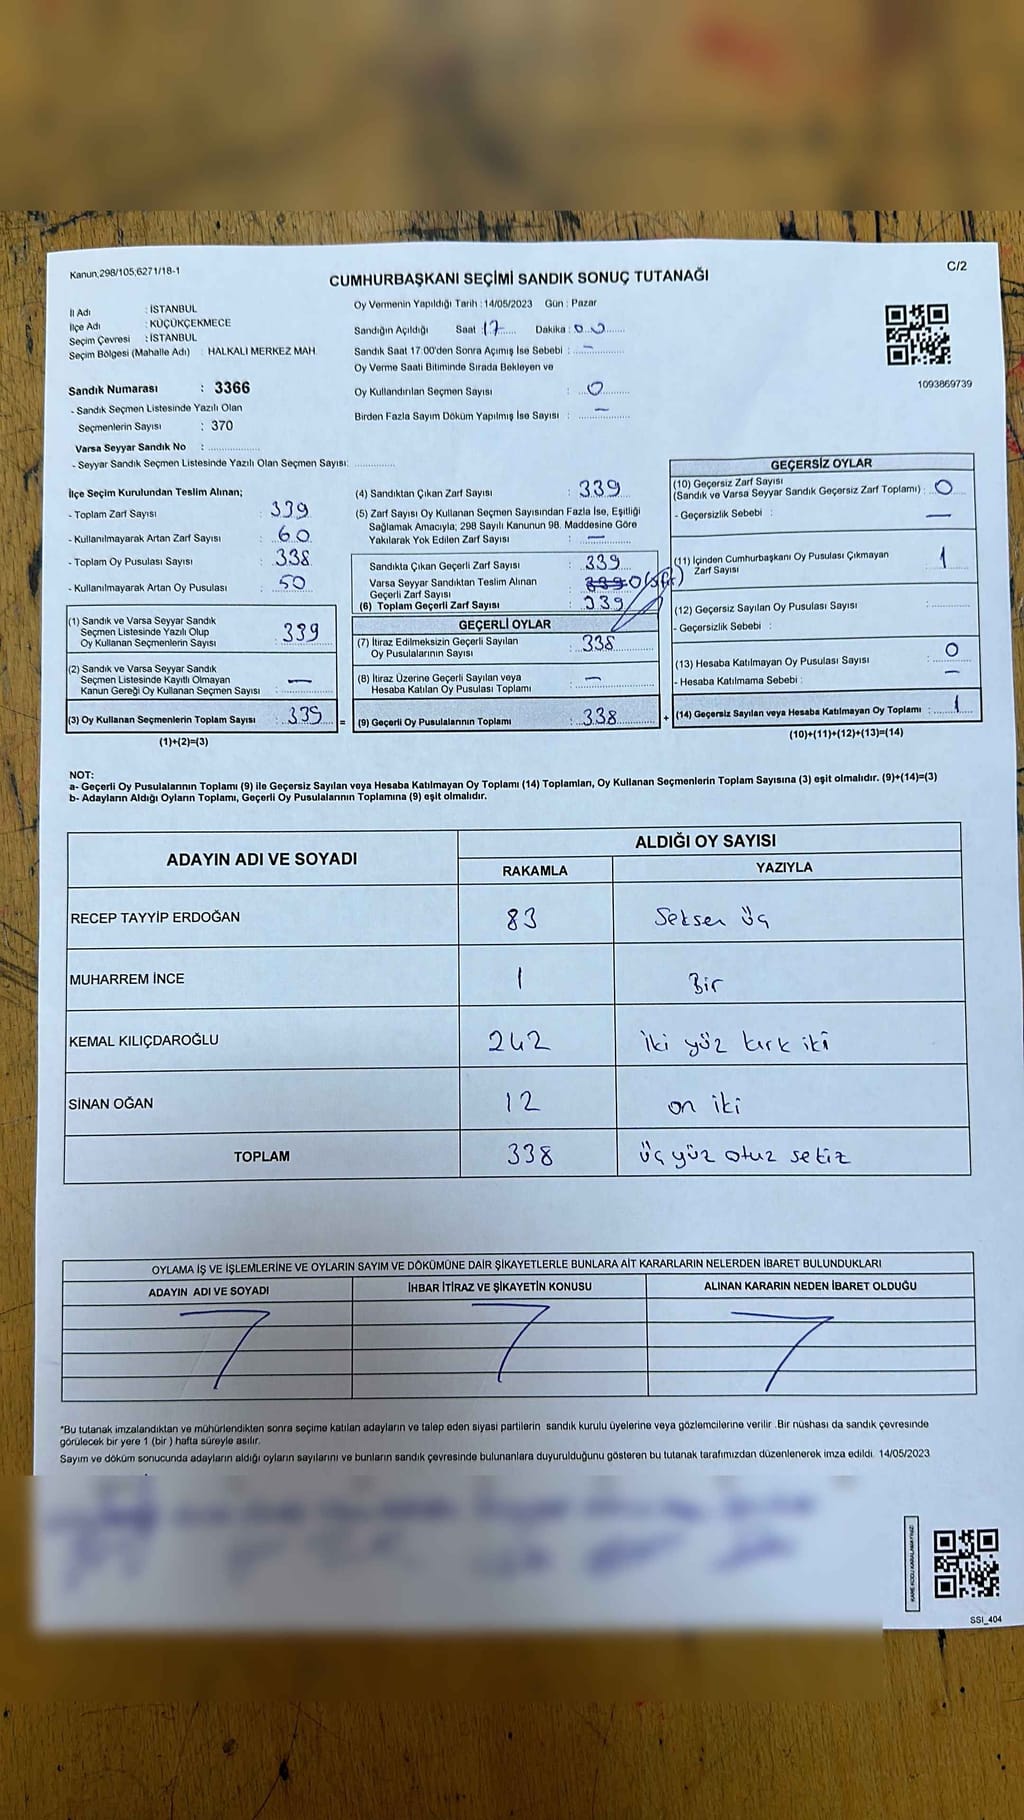 Kanun,298/105,6271/18-1
C/2
CUMHURBAŞKANI SEÇİMİ SANDIK SONUÇ TUTANAĞI
İl Adı : İSTANBUL
İlçe Adı : KÜÇÜKÇEKMECE
Seçim Çevresi : İSTANBUL
Seçim Bölgesi (Mahalle Adı) : HALKALI MERKEZ MAH
Sandık Numarası : 3366
- Sandık Seçmen Listesinde Yazılı Olan
Seçmenlerin Sayısı : 370
Varsa Seyyar Sandık No :
- Seyyar Sandık Seçmen Listesinde Yazılı Olan Seçmen Sayısı:
Oy Vermenin Yapıldığı Tarih : 14/05/2023 Gün : Pazar
Sandığın Açıldığı Saat : 17 Dakika : 00
Sandık Saat 17:00'den Sonra Açımış İse Sebebi : -
Oy Verme Saati Bitiminde Sırada Bekleyen ve
Oy Kullandırılan Seçmen Sayısı : 0
Birden Fazla Sayım Döküm Yapılmış İse Sayısı : -
1093869739
İlçe Seçim Kurulundan Teslim Alınan;
- Toplam Zarf Sayısı : 339
- Kullanılmayarak Artan Zarf Sayısı : 60
- Toplam Oy Pusulası Sayısı : 338
- Kullanılmayarak Artan Oy Pusulası : 50
(1) Sandık ve Varsa Seyyar Sandık
Seçmen Listesinde Yazılı Olup
Oy Kullanan Seçmenlerin Sayısı : 339
(2) Sandık ve Varsa Seyyar Sandık
Seçmen Listesinde Kayıtlı Olmayan
Kanun Gereği Oy Kullanan Seçmen Sayısı : -
(3) Oy Kullanan Seçmenlerin Toplam Sayısı : 339 =
(1)+(2)=(3)
(4) Sandıktan Çıkan Zarf Sayısı : 339
(5) Zarf Sayısı Oy Kullanan Seçmen Sayısından Fazla İse, Eşitliği
Sağlamak Amacıyla; 298 Sayılı Kanunun 98. Maddesine Göre
Yakılarak Yok Edilen Zarf Sayısı : -
Sandıkta Çıkan Geçerli Zarf Sayısı : 339
Varsa Seyyar Sandıktan Teslim Alınan
Geçerli Zarf Sayısı : 339 0 (sıfır)
(6) Toplam Geçerli Zarf Sayısı : 339
GEÇERLİ OYLAR
(7) İtiraz Edilmeksizin Geçerli Sayılan
Oy Pusulalarının Sayısı : 338
(8) İtiraz Üzerine Geçerli Sayılan veya
Hesaba Katılan Oy Pusulası Toplamı : -
(9) Geçerli Oy Pusulalarının Toplamı : 338 +
GEÇERSİZ OYLAR
(10) Geçersiz Zarf Sayısı
(Sandık ve Varsa Seyyar Sandık Geçersiz Zarf Toplamı) : 0
- Geçersizlik Sebebi : -
(11) İçinden Cumhurbaşkanı Oy Pusulası Çıkmayan
Zarf Sayısı : 1
(12) Geçersiz Sayılan Oy Pusulası Sayısı :
- Geçersizlik Sebebi :
(13) Hesaba Katılmayan Oy Pusulası Sayısı : 0
- Hesaba Katılmama Sebebi : -
(14) Geçersiz Sayılan veya Hesaba Katılmayan Oy Toplamı : 1
(10)+(11)+(12)+(13)=(14)
NOT:
a- Geçerli Oy Pusulalarının Toplamı (9) ile Geçersiz Sayılan veya Hesaba Katılmayan Oy Toplamı (14) Toplamları, Oy Kullanan Seçmenlerin Toplam Sayısına (3) eşit olmalıdır. (9)+(14)=(3)
b- Adayların Aldığı Oyların Toplamı, Geçerli Oy Pusulalarının Toplamına (9) eşit olmalıdır.
ADAYIN ADI VE SOYADI
ALDIĞI OY SAYISI
RAKAMLA YAZIYLA
RECEP TAYYİP ERDOĞAN 83 Seksen üç
MUHARREM İNCE 1 Bir
KEMAL KILIÇDAROĞLU 242 iki yüz kırk iki
SİNAN OĞAN 12 on iki
TOPLAM 338 üç yüz otuz sekiz
OYLAMA İŞ VE İŞLEMLERİNE VE OYLARIN SAYIM VE DÖKÜMÜNE DAİR ŞİKAYETLERLE BUNLARA AİT KARARLARIN NELERDEN İBARET BULUNDUKLARI
ADAYIN ADI VE SOYADI İHBAR İTİRAZ VE ŞİKAYETİN KONUSU ALINAN KARARIN NEDEN İBARET OLDUĞU
*Bu tutanak imzalandıktan ve mühürlendikten sonra seçime katılan adayların ve talep eden siyasi partilerin sandık kurulu üyelerine veya gözlemcilerine verilir .Bir nüshası da sandık çevresinde
görülecek bir yere 1 (bir ) hafta süreyle asılır.
Sayım ve döküm sonucunda adayların aldığı oyların sayılarını ve bunların sandık çevresinde bulunanlara duyurulduğunu gösteren bu tutanak tarafımızdan düzenlenerek imza edildi. 14/05/2023
SSI_404